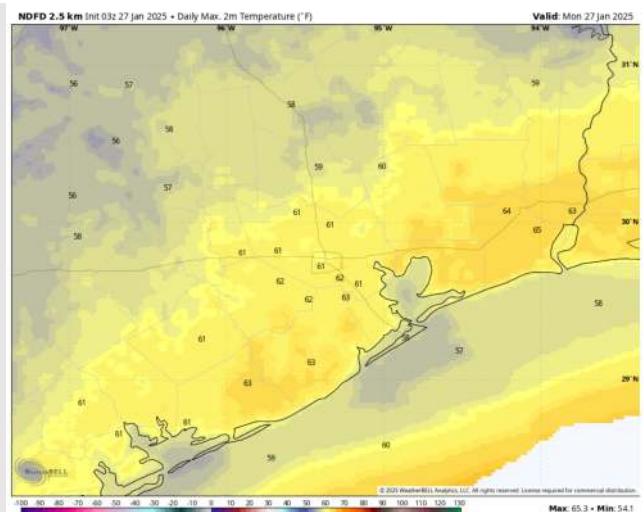 NDFD 2.5 km Init 03z 27 Jan 2025 • Daily Max. 2m Temperature (°F)
Valid: Mon 27 Jan 2025
97°W 96°W 95°W 94°W
31°N
56 57 59
58
56 58
59 60
57
56
61 64 63
30°N
61 65
58
61 61
61
62 62 61
62 63
58
61
57
63
29°N
63
61
61
61
60
59
© 2025 WeatherBELL Analytics, LLC. All rights reserved. License required for commercial distribution.
-100 -90 -80 -70 -60 -50 -40 -30 -20 -10 0 10 20 30 40 50 60 70 80 90 100 110 120 130
Max: 65.3 • Min: 54.1